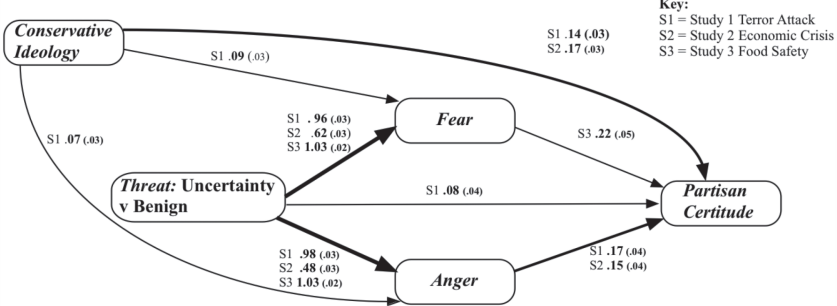 Key:
S1 = Study 1 Terror Attack
S2 = Study 2 Economic Crisis
S3 = Study 3 Food Safety
Conservative
Ideology
S1 .14 (.03)
S2 .17 (.03)
S1 .09 (.03)
Fear
S1 .96 (.03)
S2 .62 (.03)
S3 1.03 (.02)
S1 .07 (.03)
S3 .22 (.05)
Threat: Uncertainty
v Benign
S1 .08 (.04)
Partisan
Certitude
S1 .98 (.03)
S2 .48 (.03)
S3 1.03 (.02)
S1 .17 (.04)
S2 .15 (.04)
Anger